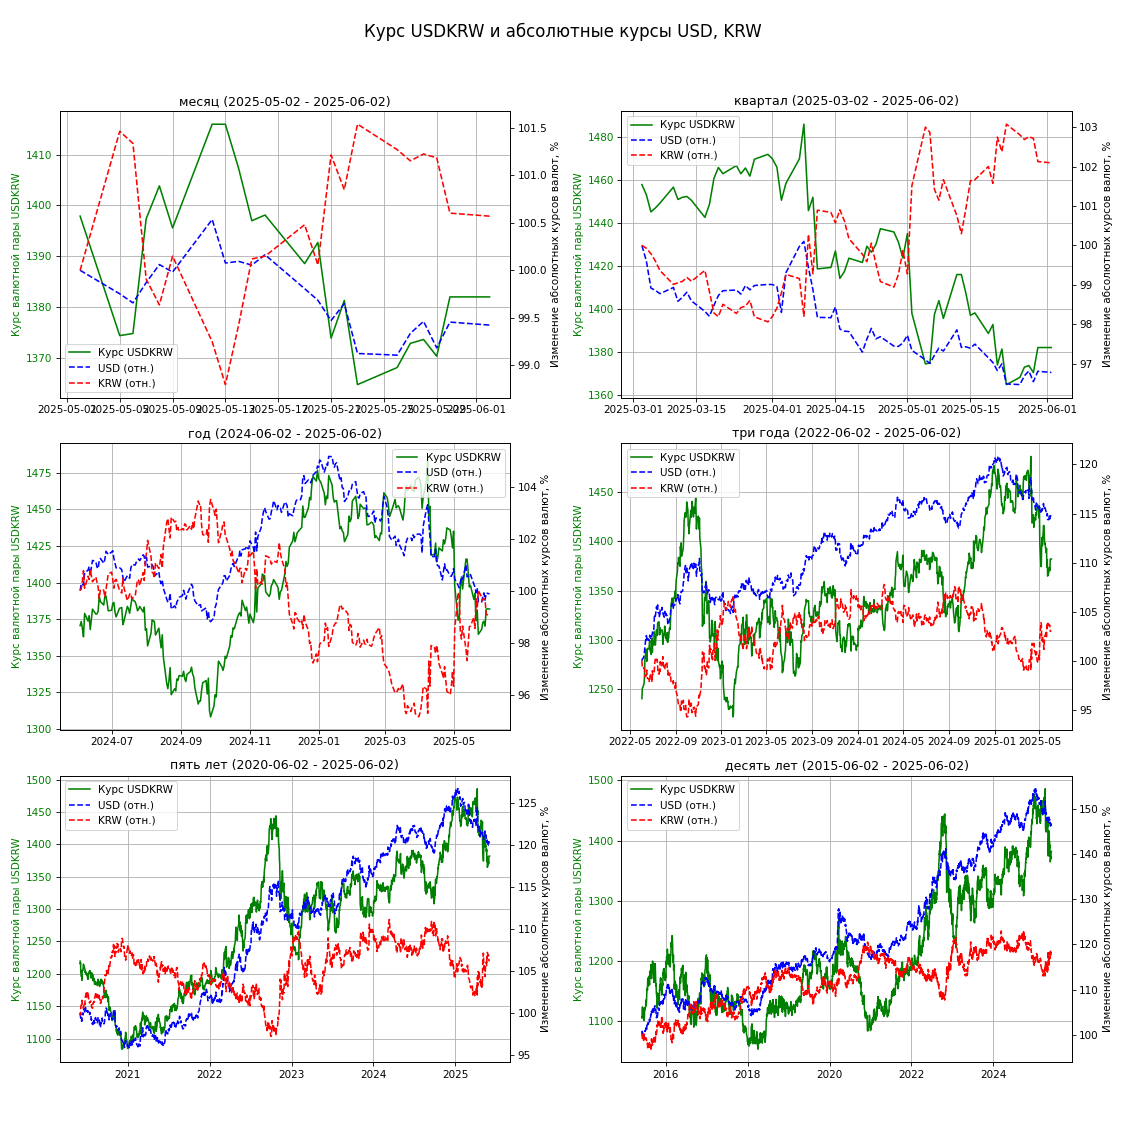 Курс USDKRW и абсолютные курсы USD, KRW
месяц (2025-05-02 - 2025-06-02)
Курс валютной пары USDKRW
1410
1400
1390
1380
1370
101.5
101.0
100.5
100.0
99.5
99.0
Изменение абсолютных курсов валют, %
Курс USDKRW
USD (отн.)
KRW (отн.)
2025-05-01 2025-05-05 2025-05-09 2025-05-13 2025-05-17 2025-05-21 2025-05-25 2025-05-29 2025-06-01
квартал (2025-03-02 - 2025-06-02)
Курс валютной пары USDKRW
1480
1460
1440
1420
1400
1380
1360
103
102
101
100
99
98
97
Изменение абсолютных курсов валют, %
Курс USDKRW
USD (отн.)
KRW (отн.)
2025-03-01 2025-03-15 2025-04-01 2025-04-15 2025-05-01 2025-05-15 2025-06-01
год (2024-06-02 - 2025-06-02)
Курс валютной пары USDKRW
1475
1450
1425
1400
1375
1350
1325
1300
104
102
100
98
96
Изменение абсолютных курсов валют, %
Курс USDKRW
USD (отн.)
KRW (отн.)
2024-07 2024-09 2024-11 2025-01 2025-03 2025-05
три года (2022-06-02 - 2025-06-02)
Курс валютной пары USDKRW
1450
1400
1350
1300
1250
120
115
110
105
100
95
Изменение абсолютных курсов валют, %
Курс USDKRW
USD (отн.)
KRW (отн.)
2022-05 2022-09 2023-01 2023-05 2023-09 2024-01 2024-05 2024-09 2025-01 2025-05
пять лет (2020-06-02 - 2025-06-02)
Курс валютной пары USDKRW
1500
1450
1400
1350
1300
1250
1200
1150
1100
125
120
115
110
105
100
95
Изменение абсолютных курсов валют, %
Курс USDKRW
USD (отн.)
KRW (отн.)
2021 2022 2023 2024 2025
десять лет (2015-06-02 - 2025-06-02)
Курс валютной пары USDKRW
1500
1400
1300
1200
1100
150
140
130
120
110
100
Изменение абсолютных курсов валют, %
Курс USDKRW
USD (отн.)
KRW (отн.)
2016 2018 2020 2022 2024